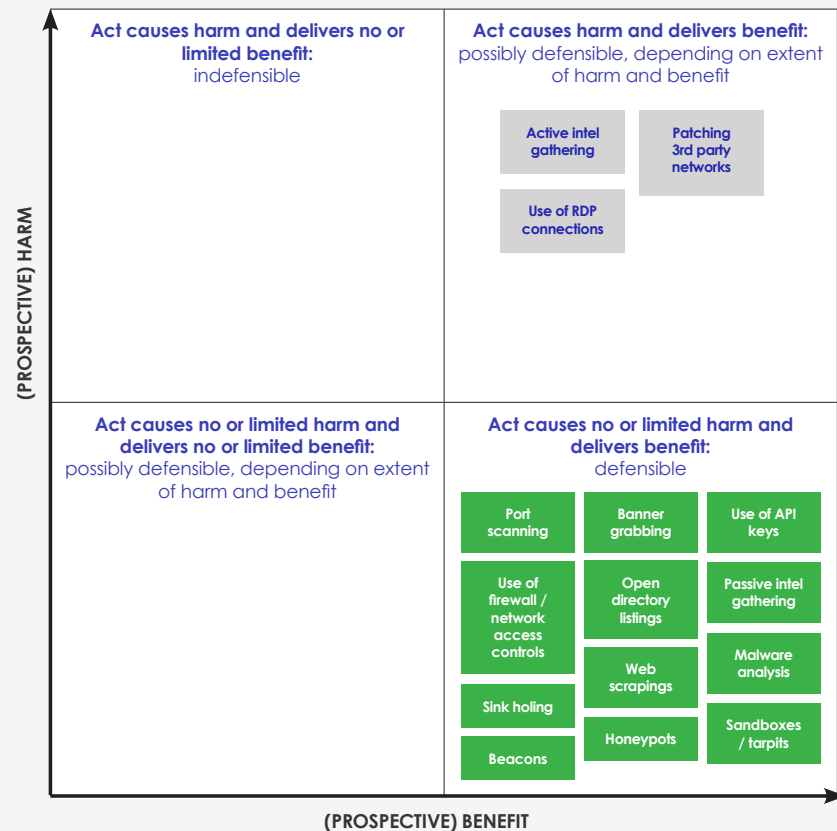 Act causes harm and delivers no or
limited benefit:
indefensible
Act causes harm and delivers benefit:
possibly defensible, depending on extent
of harm and benefit
Active intel
gathering
Patching
3rd party
networks
Use of RDP
connections
(PROSPECTIVE) HARM
Act causes no or limited harm and
delivers no or limited benefit:
possibly defensible, depending on extent
of harm and benefit
Act causes no or limited harm and
delivers benefit:
defensible
Port
scanning
Banner
grabbing
Use of API
keys
Use of
firewall /
network
access
controls
Open
directory
listings
Passive intel
gathering
Web
scrapings
Malware
analysis
Sink holing
Honeypots
Sandboxes
/ tarpits
Beacons
(PROSPECTIVE) BENEFIT